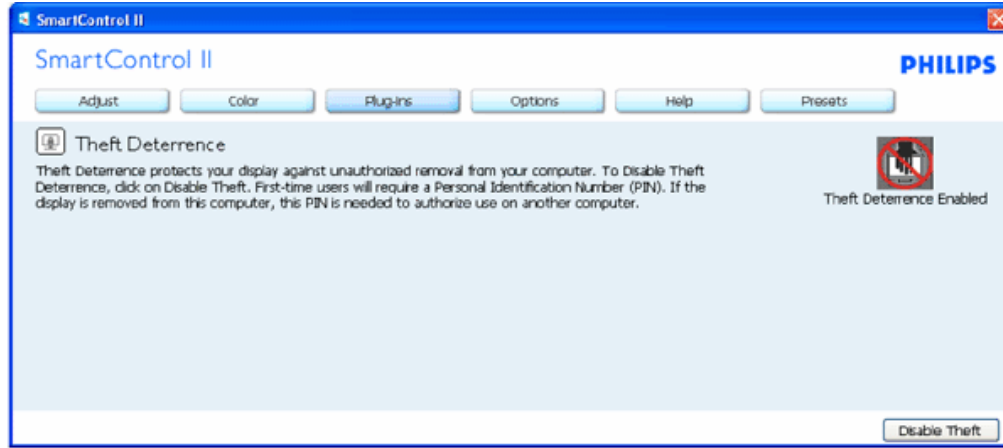 SmartControl II
SmartControl II
PHILIPS
Adjust Color Plug-Ins Options Help Presets
Theft Deterrence
Theft Deterrence protects your display against unauthorized removal from your computer. To Disable Theft
Deterrence, click on Disable Theft. First-time users will require a Personal Identification Number (PIN). If the
display is removed from this computer, this PIN is needed to authorize use on another computer.
Theft Deterrence Enabled
Disable Theft